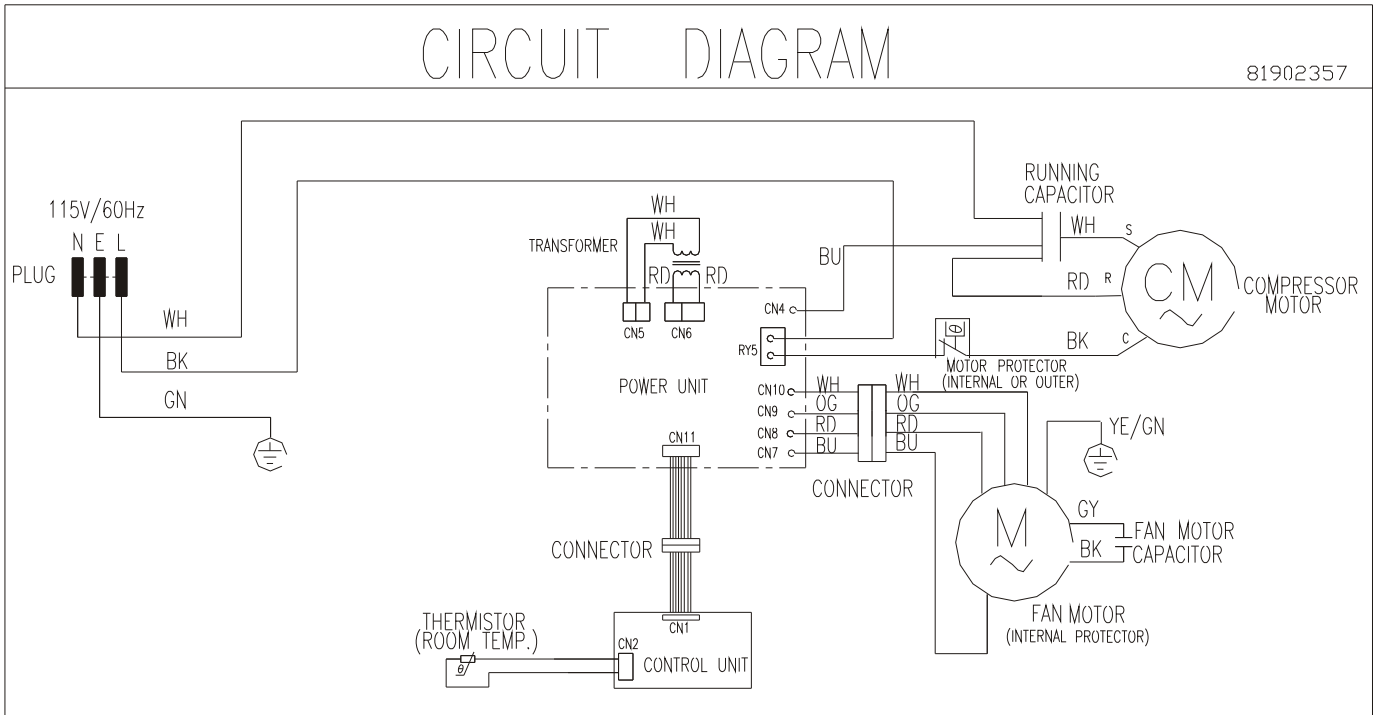 CIRCUIT DIAGRAM
81902357
115V/60Hz
N E L
PLUG
WH
BK
GN
WH
WH
TRANSFORMER
RD RD
CN5 CN6
CN4
RY5
POWER UNIT
CN10
CN9
CN8
CN7
CN11
BU
RUNNING
CAPACITOR
WH S
RD R
BK C
CM
COMPRESSOR
MOTOR
θ
MOTOR PROTECTOR
(INTERNAL OR OUTER)
WH WH
OG OG
RD RD
BU BU
CONNECTOR
YE/GN
M
GY
BK
FAN MOTOR
CAPACITOR
FAN MOTOR
(INTERNAL PROTECTOR)
CONNECTOR
CN1
THERMISTOR
(ROOM TEMP.)
θ
CN2
CONTROL UNIT